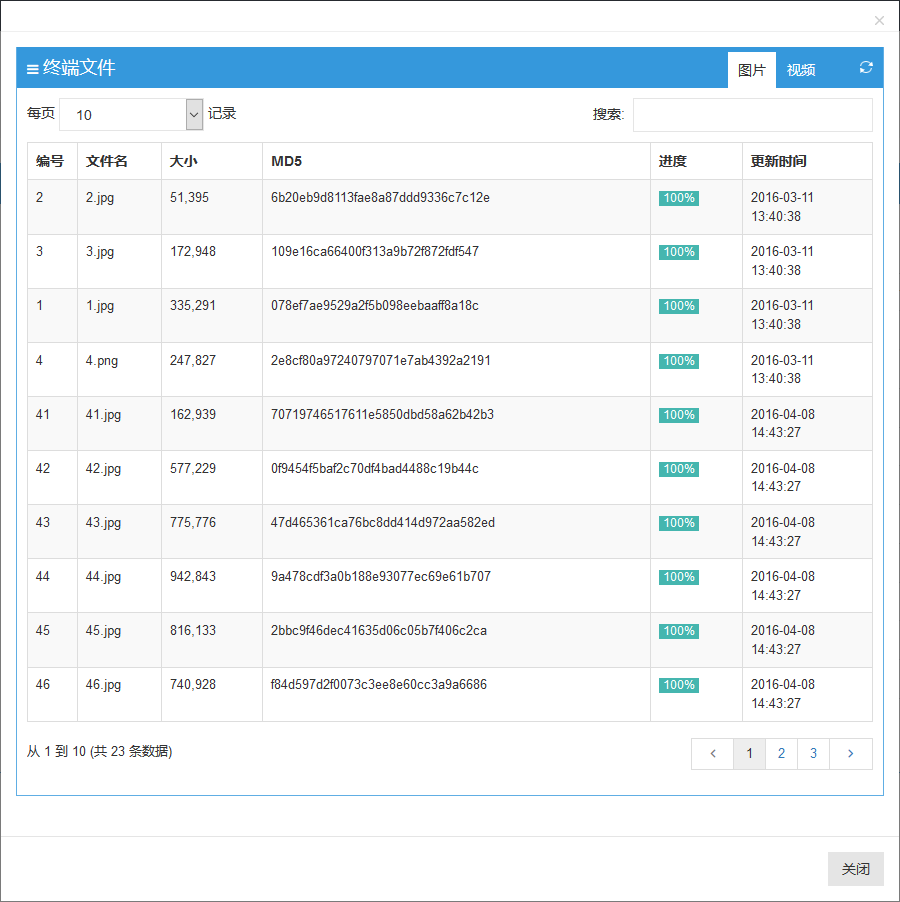 ×
终端文件 图片 视频
每页 10 记录 搜索:
编号 文件名 大小 MD5 进度 更新时间
2 2.jpg 51,395 6b20eb9d8113fae8a87ddd9336c7c12e 100% 2016-03-11
13:40:38
3 3.jpg 172,948 109e16ca66400f313a9b72f872fdf547 100% 2016-03-11
13:40:38
1 1.jpg 335,291 078ef7ae9529a2f5b098eebaaff8a18c 100% 2016-03-11
13:40:38
4 4.png 247,827 2e8cf80a97240797071e7ab4392a2191 100% 2016-03-11
13:40:38
41 41.jpg 162,939 70719746517611e5850dbd58a62b42b3 100% 2016-04-08
14:43:27
42 42.jpg 577,229 0f9454f5baf2c70df4bad4488c19b44c 100% 2016-04-08
14:43:27
43 43.jpg 775,776 47d465361ca76bc8dd414d972aa582ed 100% 2016-04-08
14:43:27
44 44.jpg 942,843 9a478cdf3a0b188e93077ec69e61b707 100% 2016-04-08
14:43:27
45 45.jpg 816,133 2bbc9f46dec41635d06c05b7f406c2ca 100% 2016-04-08
14:43:27
46 46.jpg 740,928 f84d597d2f0073c3ee8e60cc3a9a6686 100% 2016-04-08
14:43:27
从 1 到 10 (共 23 条数据) ‹ 1 2 3 ›
关闭